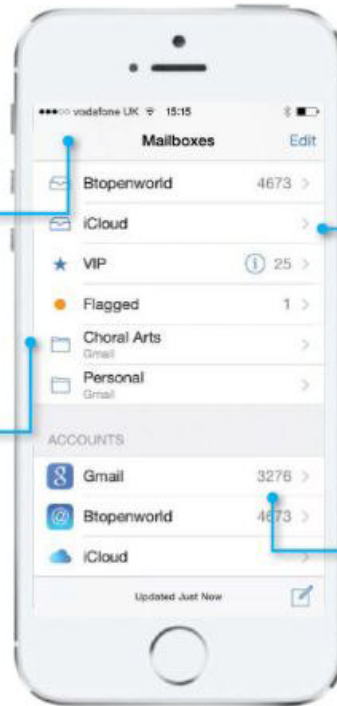 vodafone UK 15:15
Mailboxes Edit
Btopenworld 4673
iCloud
VIP 25
Flagged 1
Choral Arts
Gmail
Personal
Gmail
ACCOUNTS
8 Gmail 3276
@ Btopenworld 4673
iCloud
Updated Just Now